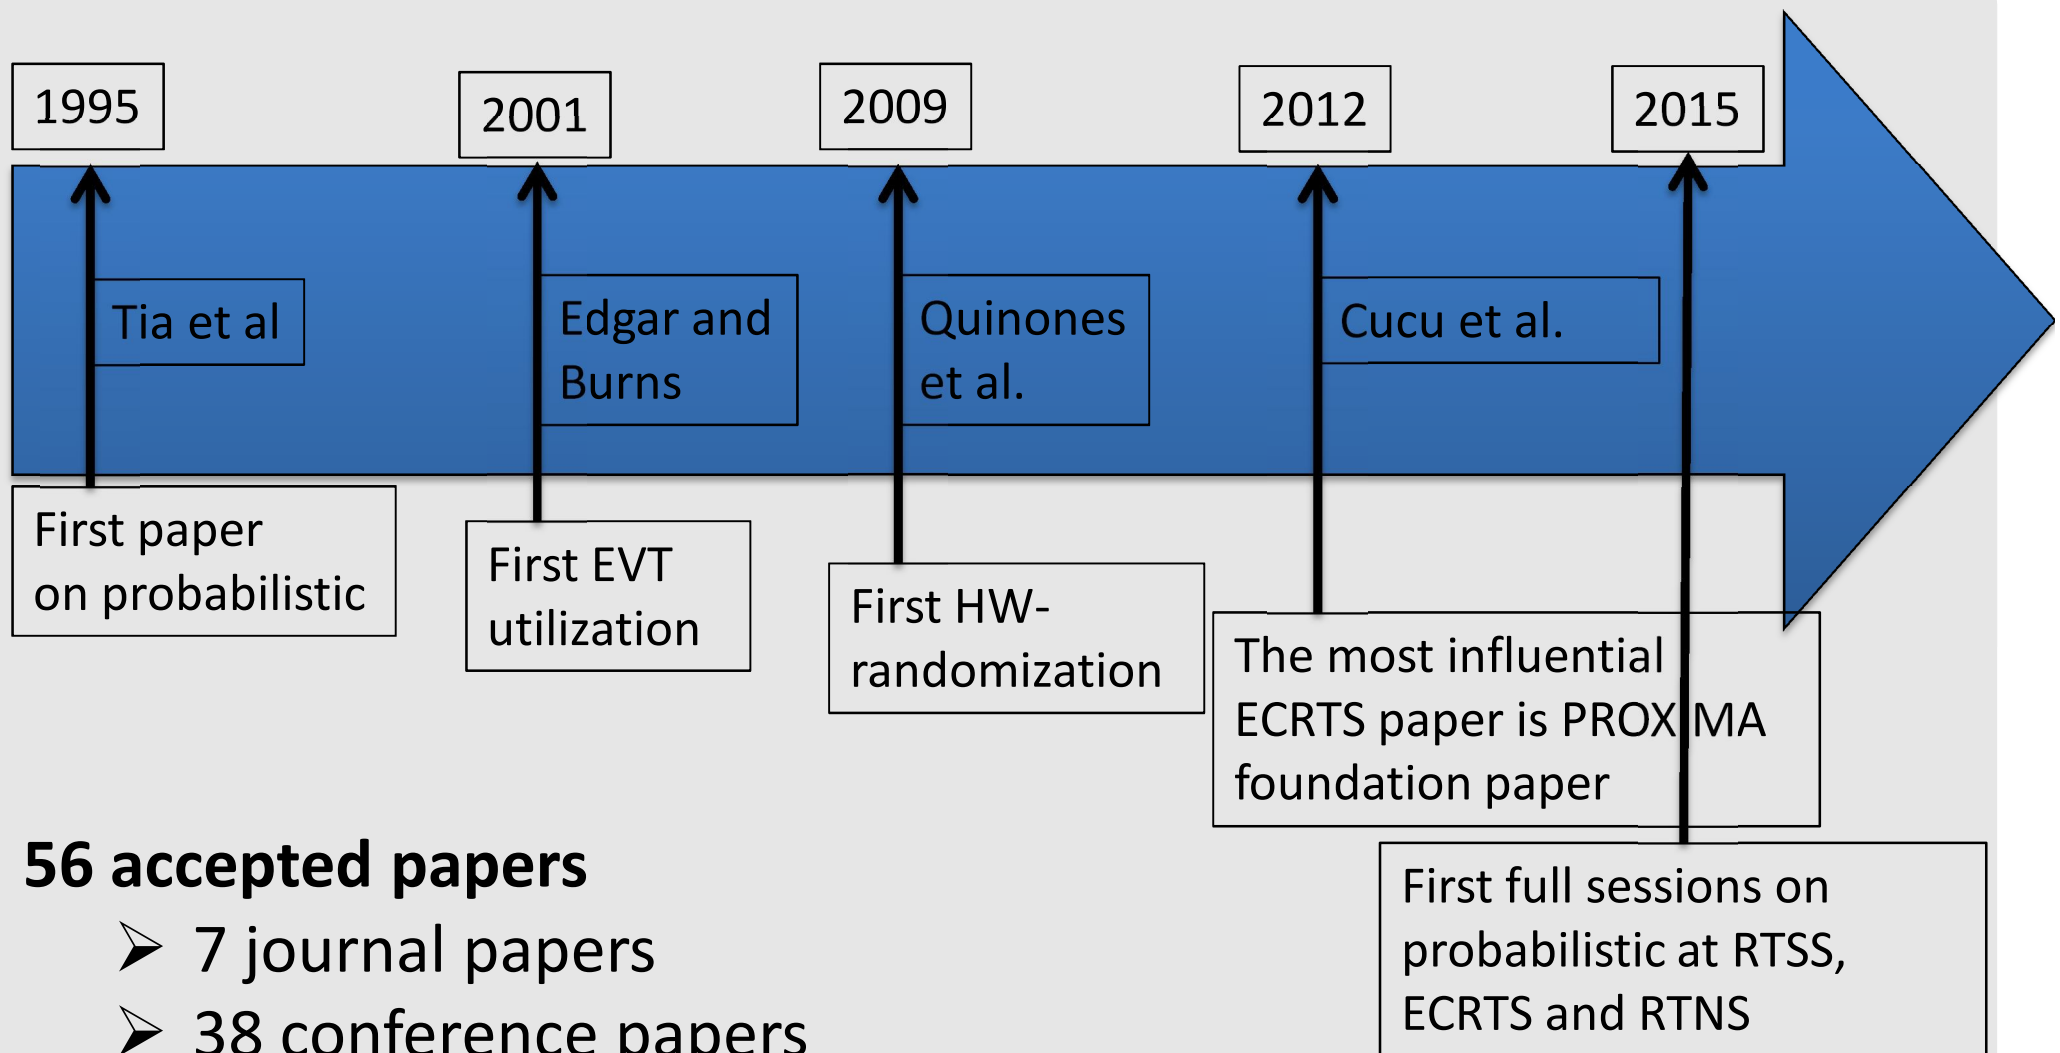 1995
2001
2009
2012
2015
Tia et al
Edgar and
Burns
Quinones
et al.
Cucu et al.
First paper
on probabilistic
First EVT
utilization
First HW-
randomization
The most influential
ECRTS paper is PROXIMA
foundation paper
First full sessions on
probabilistic at RTSS,
ECRTS and RTNS
56 accepted papers
➢ 7 journal papers
➢ 38 conference papers